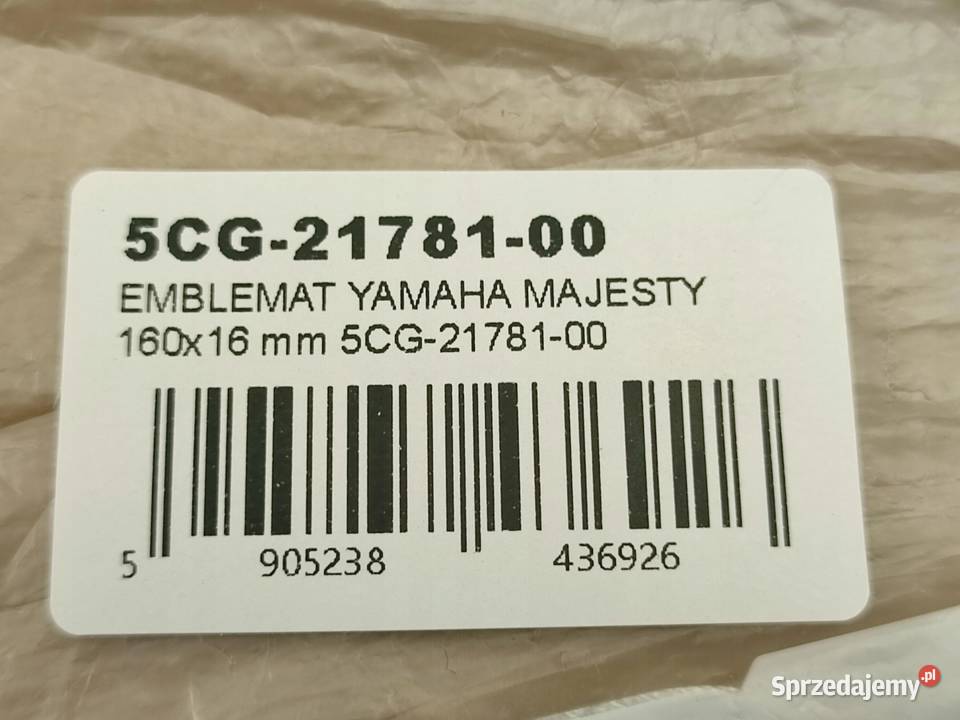 5CG-21781-00
EMBLEMAT YAMAHA MAJESTY
160x16 mm 5CG-21781-00
5 905238 436926
Sprzedajemy.pl